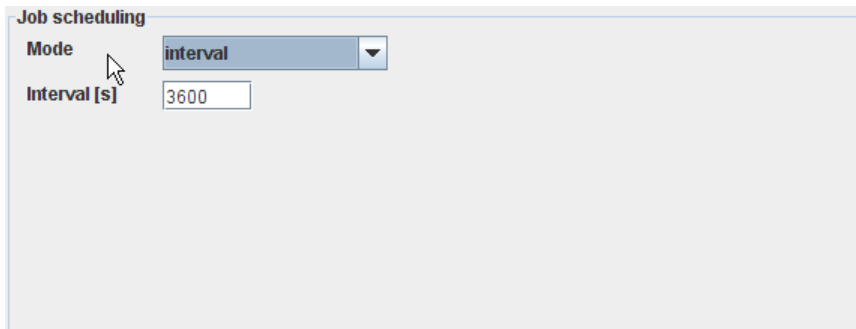 Job scheduling
Mode interval
Interval [s] 3600